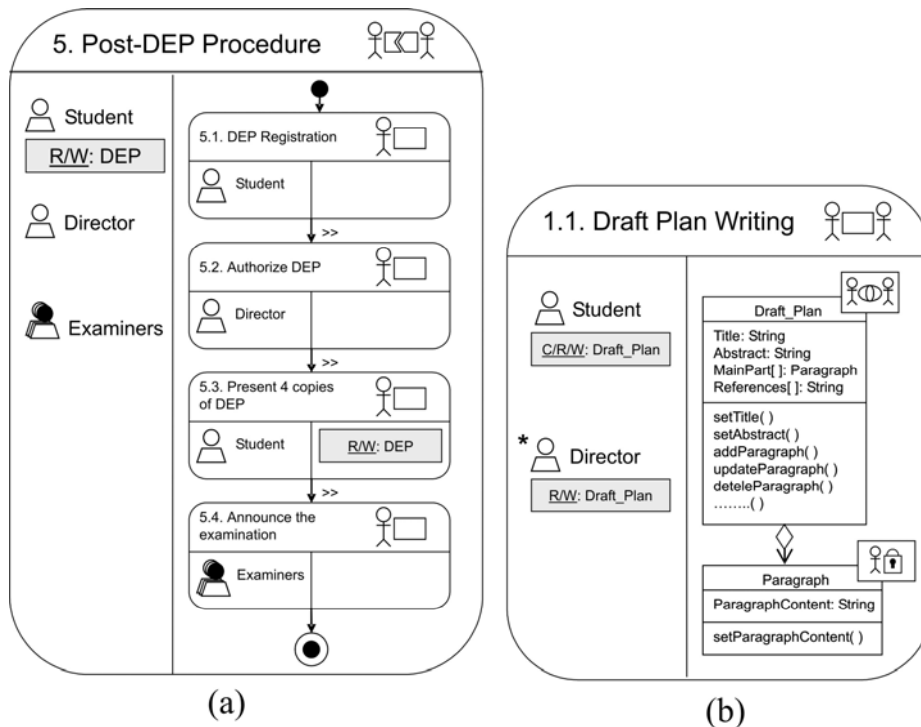 5. Post-DEP Procedure
Student
R/W: DEP
Director
Examiners
5.1. DEP Registration
Student
>>
5.2. Authorize DEP
Director
>>
5.3. Present 4 copies
of DEP
Student
R/W: DEP
>>
5.4. Announce the
examination
Examiners
(a)
1.1. Draft Plan Writing
Student
C/R/W: Draft_Plan
* Director
R/W: Draft_Plan
Draft_Plan
Title: String
Abstract: String
MainPart[ ]: Paragraph
References[ ]: String
setTitle( )
setAbstract( )
addParagraph( )
updateParagraph( )
deteleParagraph( )
........( )
Paragraph
ParagraphContent: String
setParagraphContent( )
(b)